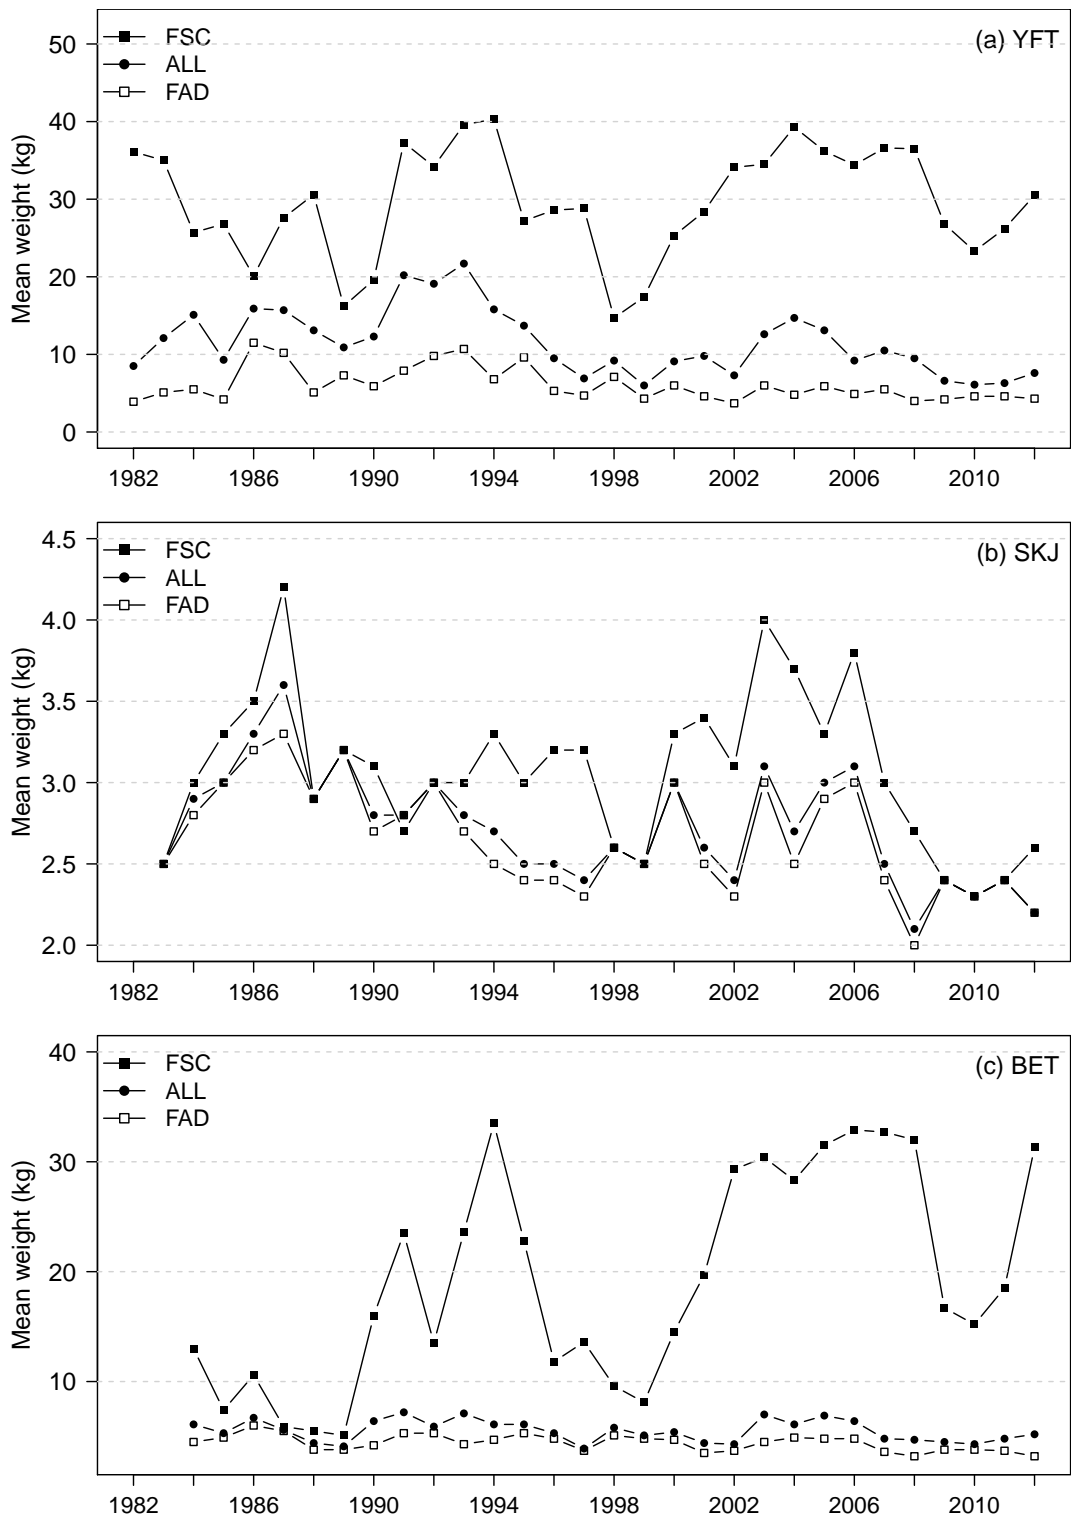 (a) YFT
FSC
ALL
FAD
Mean weight (kg)
50
40
30
20
10
0
1982 1986 1990 1994 1998 2002 2006 2010
(b) SKJ
FSC
ALL
FAD
Mean weight (kg)
4.5
4.0
3.5
3.0
2.5
2.0
1982 1986 1990 1994 1998 2002 2006 2010
(c) BET
FSC
ALL
FAD
Mean weight (kg)
40
30
20
10
1982 1986 1990 1994 1998 2002 2006 2010